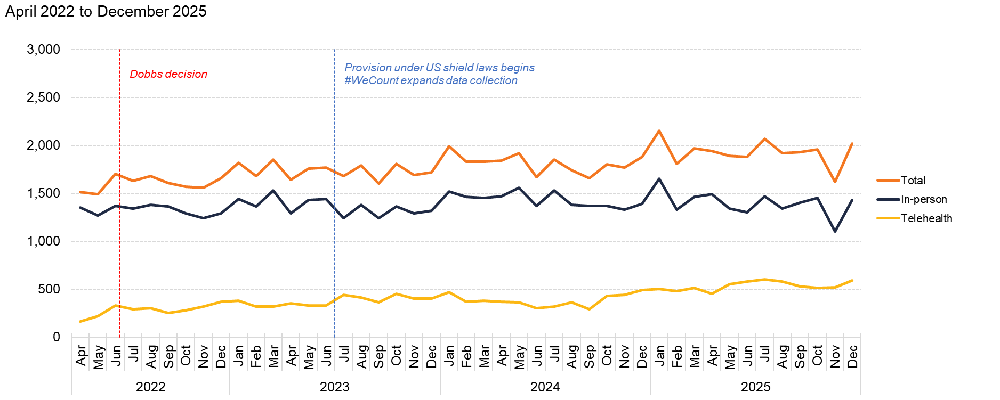 April 2022 to December 2025
3,000
2,500
2,000
1,500
1,000
500
0
Dobbs decision
Provision under US shield laws begins
#WeCount expands data collection
Total
In-person
Telehealth
Apr May Jun Jul Aug Sep Oct Nov Dec Jan Feb Mar Apr May Jun Jul Aug Sep Oct Nov Dec Jan Feb Mar Apr May Jun Jul Aug Sep Oct Nov Dec Jan Feb Mar Apr May Jun Jul Aug Sep Oct Nov Dec
2022 2023 2024 2025